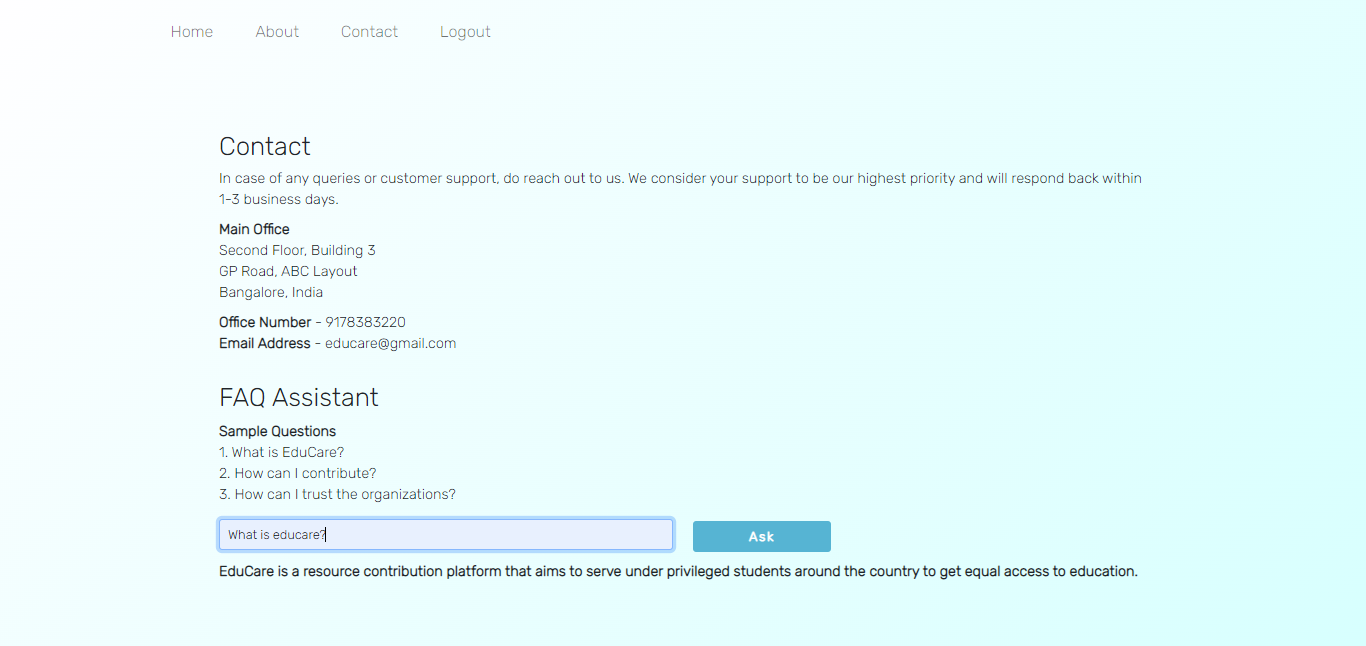 Home About Contact Logout
Contact
In case of any queries or customer support, do reach out to us. We consider your support to be our highest priority and will respond back within
1-3 business days.
Main Office
Second Floor, Building 3
GP Road, ABC Layout
Bangalore, India
Office Number - 9178383220
Email Address - educare@gmail.com
FAQ Assistant
Sample Questions
1. What is EduCare?
2. How can I contribute?
3. How can I trust the organizations?
What is educare?
Ask
EduCare is a resource contribution platform that aims to serve under privileged students around the country to get equal access to education.